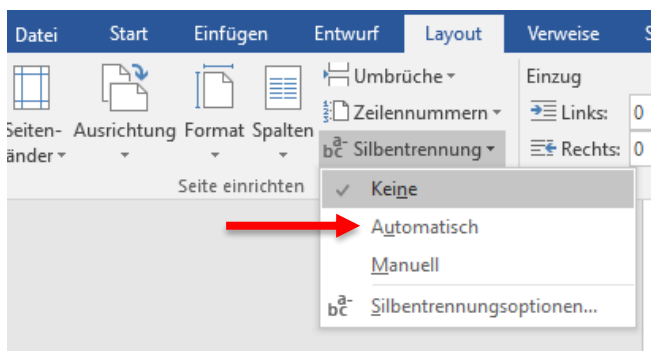 Datei Start Einfügen Entwurf Layout Verweise
Umbrüche Einzug
Zeilennummern Links: 0
Seiten- Ausrichtung Format Spalten
änder Silbentrennung Rechts: 0
Seite einrichten Keine
Automatisch
Manuell
Silbentrennungsoptionen...